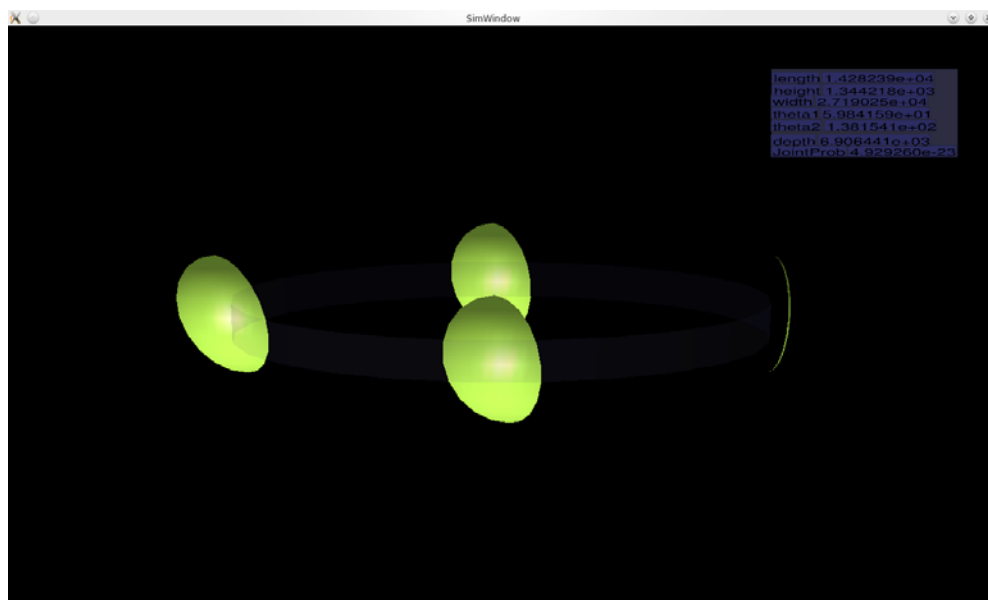 SimWindow
length 1.428239e+04
height 1.344218e+03
width 2.719025e+04
theta1 5.984159e+01
theta2 1.381541e+02
depth 6.906441e+03
JointProb 4.929260e-23